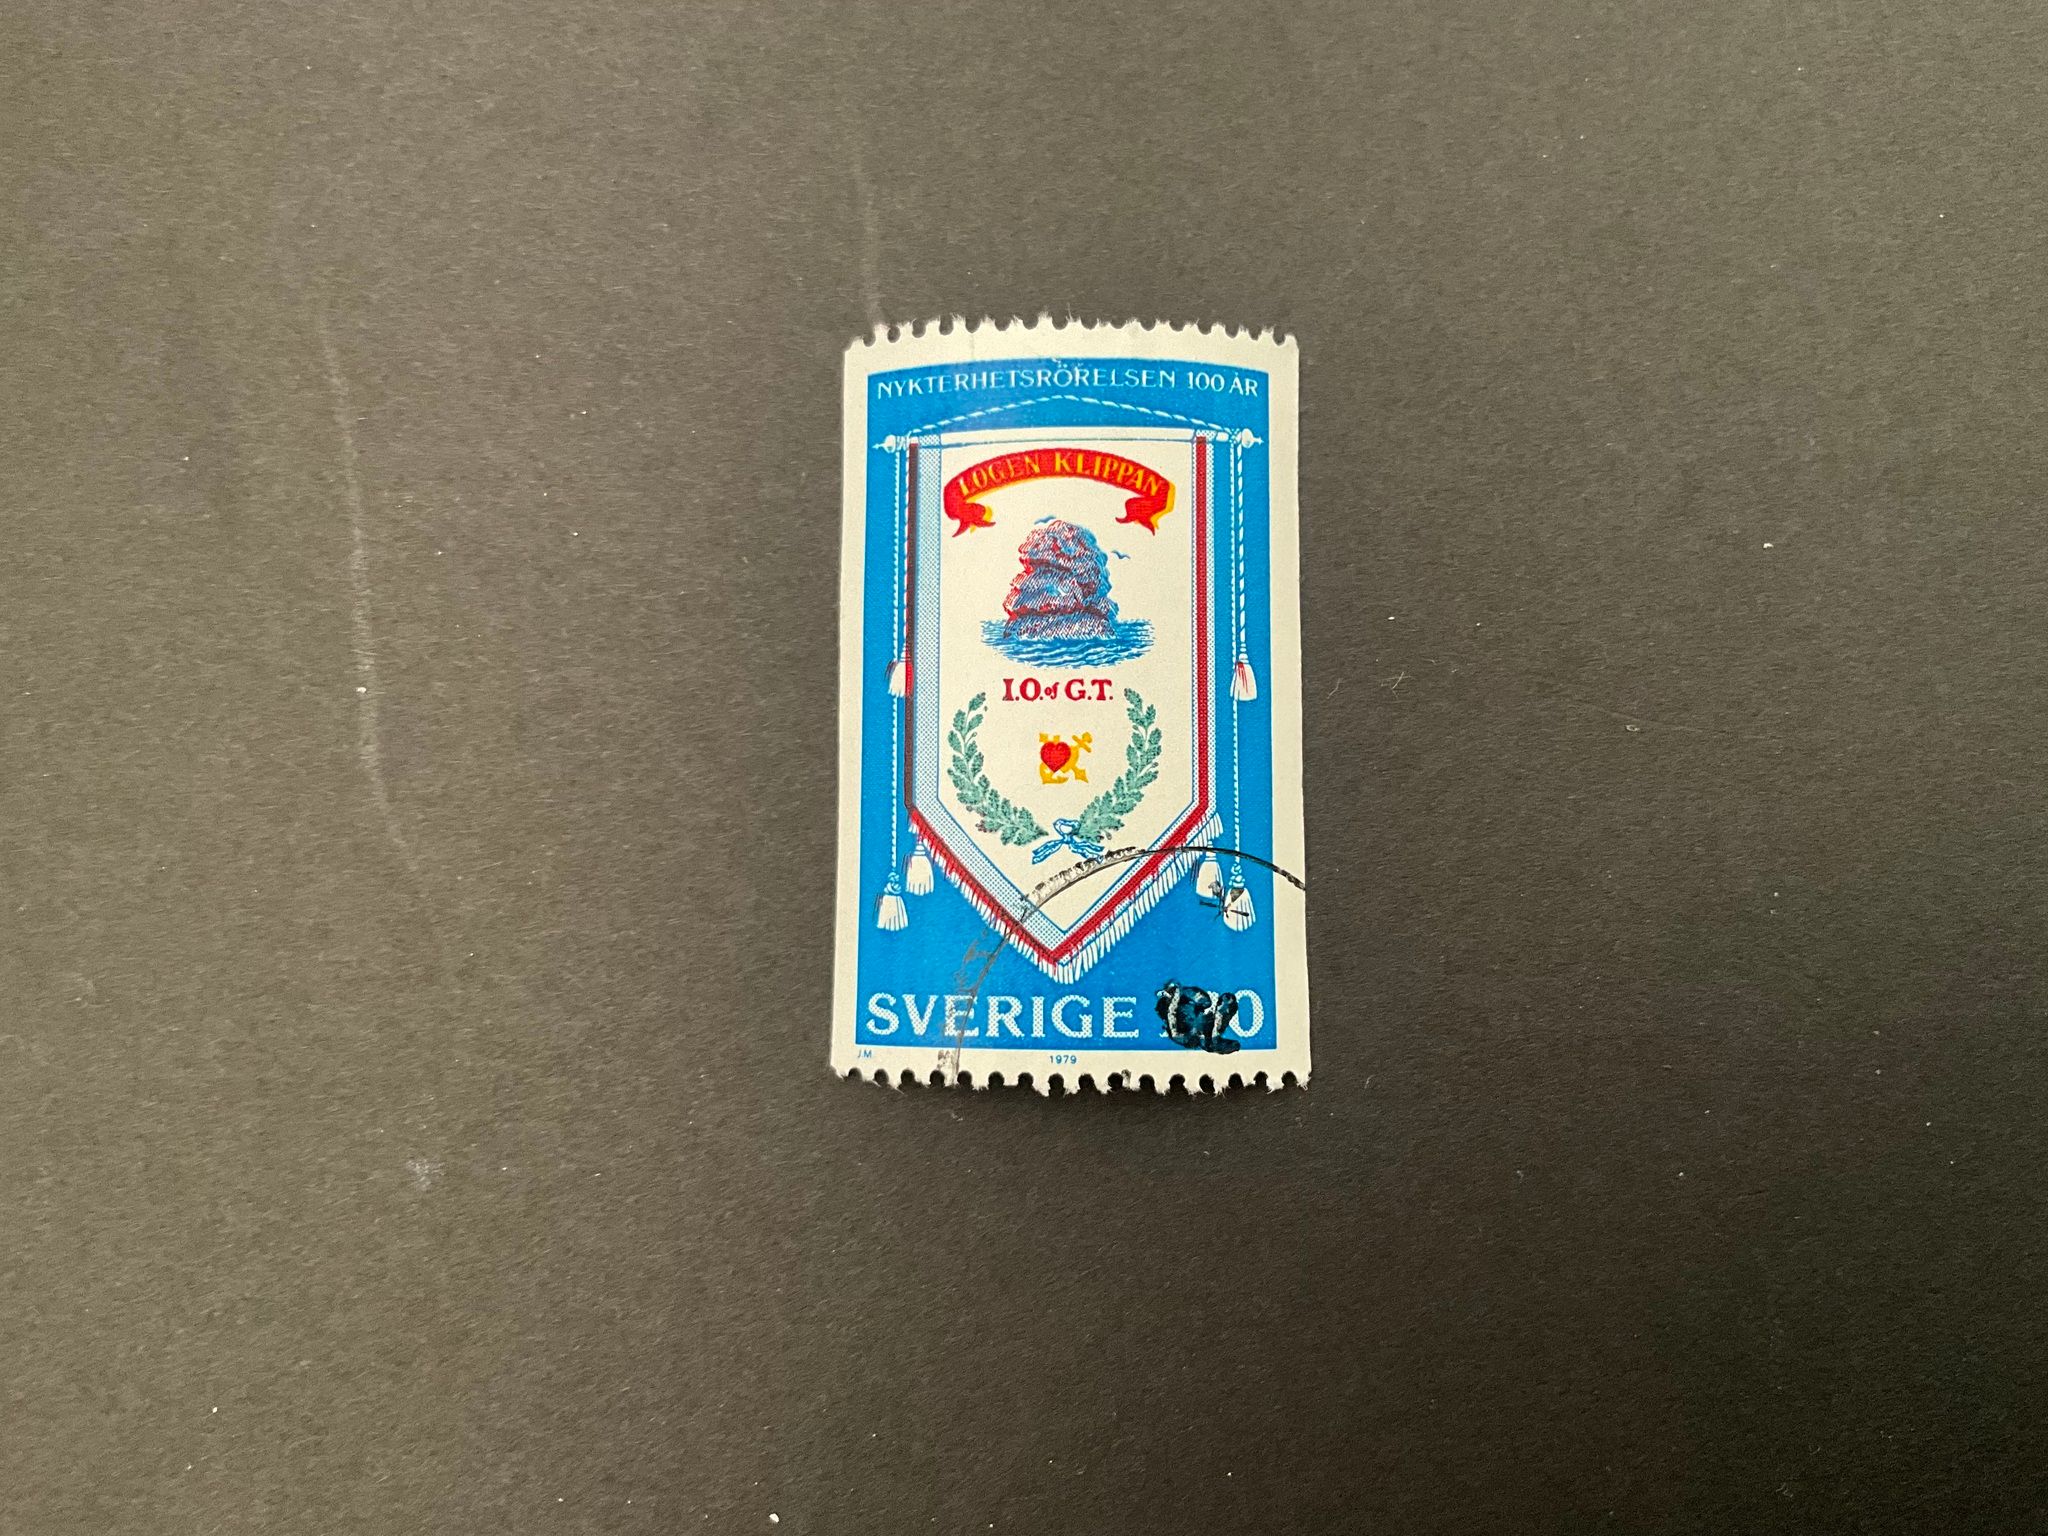 NYKTERHETSRÖRELSEN 100 ÅR
LOGEN KLIPPAN
I.O. of G.T.
SVERIGE
J.M
1979